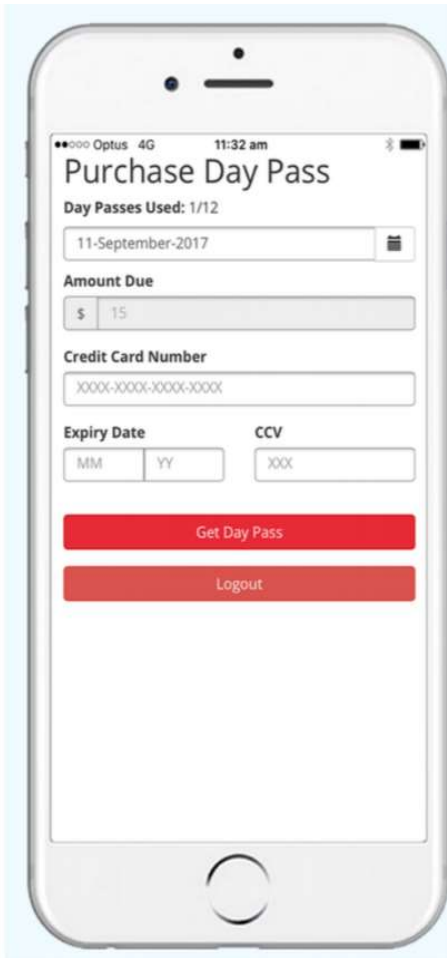 Optus 4G 11:32 am
Purchase Day Pass
Day Passes Used: 1/12
11-September-2017
Amount Due
$ 15
Credit Card Number
XXXX-XXXX-XXXX-XXXX
Expiry Date CCV
MM YY XXX
Get Day Pass
Logout